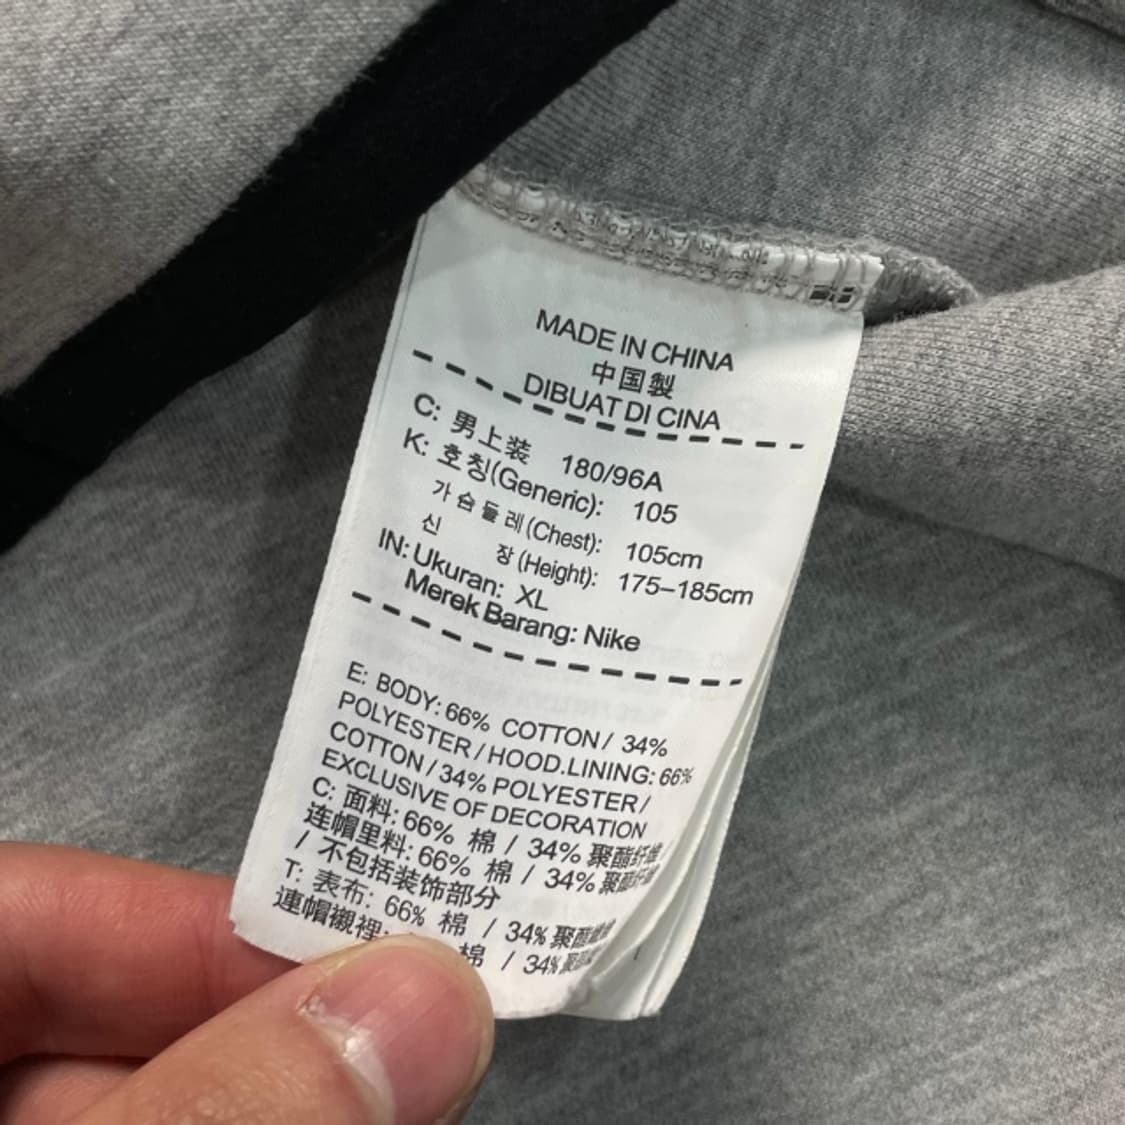 MADE IN CHINA
中国製
DIBUAT DI CINA
C: 男上装 180/96A
K: 호칭(Generic): 105
가슴둘레(Chest): 105cm
신 장(Height): 175–185cm
IN: Ukuran: XL
Merek Barang: Nike
E: BODY: 66% COTTON / 34%
POLYESTER / HOOD.LINING: 66%
COTTON / 34% POLYESTER /
EXCLUSIVE OF DECORATION
C: 面料: 66% 棉 / 34% 聚酯纤维
连帽里料: 66% 棉 / 34% 聚酯纤维
/ 不包括装饰部分
T: 表布: 66% 棉 / 34% 聚酯
連帽襯裡: 棉 / 34%